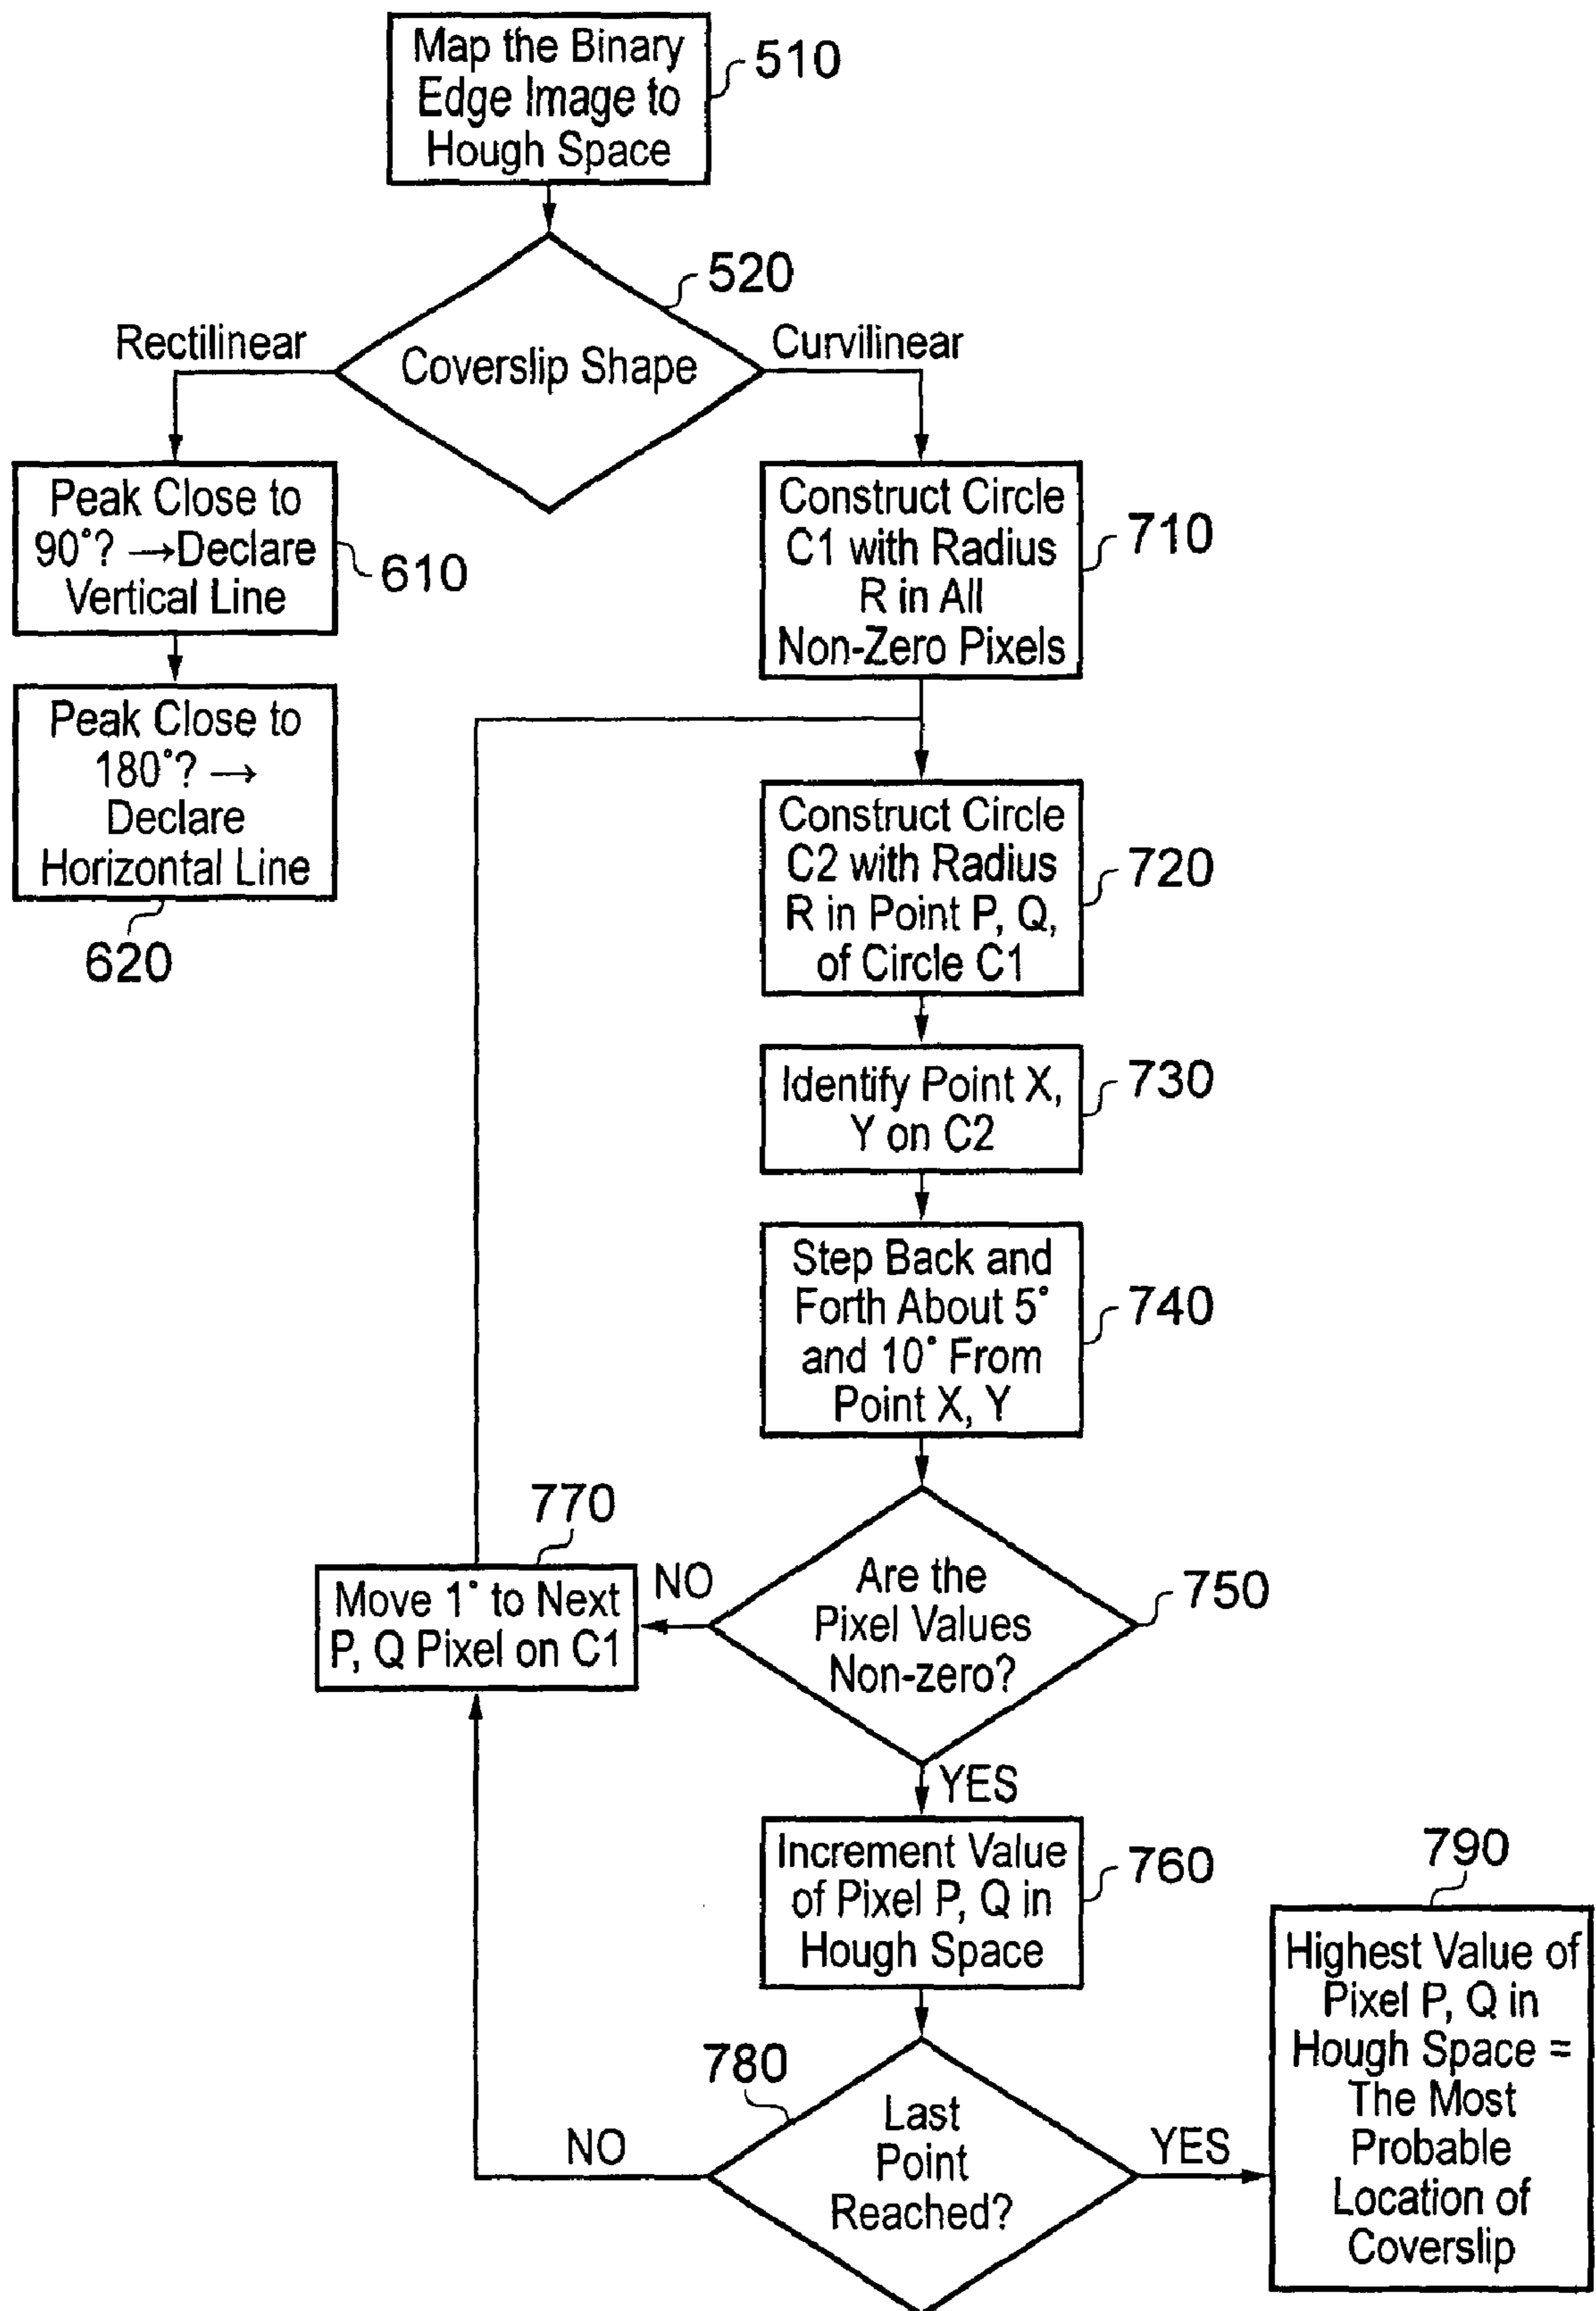 Map the Binary
Edge Image to
Hough Space
510
520
Coverslip Shape
Rectilinear
Curvilinear
Peak Close to
90°? →Declare
Vertical Line
610
Peak Close to
180°? →
Declare
Horizontal Line
620
Construct Circle
C1 with Radius
R in All
Non-Zero Pixels
710
Construct Circle
C2 with Radius
R in Point P, Q,
of Circle C1
720
Identify Point X,
Y on C2
730
Step Back and
Forth About 5°
and 10° From
Point X, Y
740
Are the
Pixel Values
Non-zero?
750
NO
770
Move 1° to Next
P, Q Pixel on C1
YES
Increment Value
of Pixel P, Q in
Hough Space
760
780
Last
Point
Reached?
NO
YES
790
Highest Value of
Pixel P, Q in
Hough Space =
The Most
Probable
Location of
Coverslip